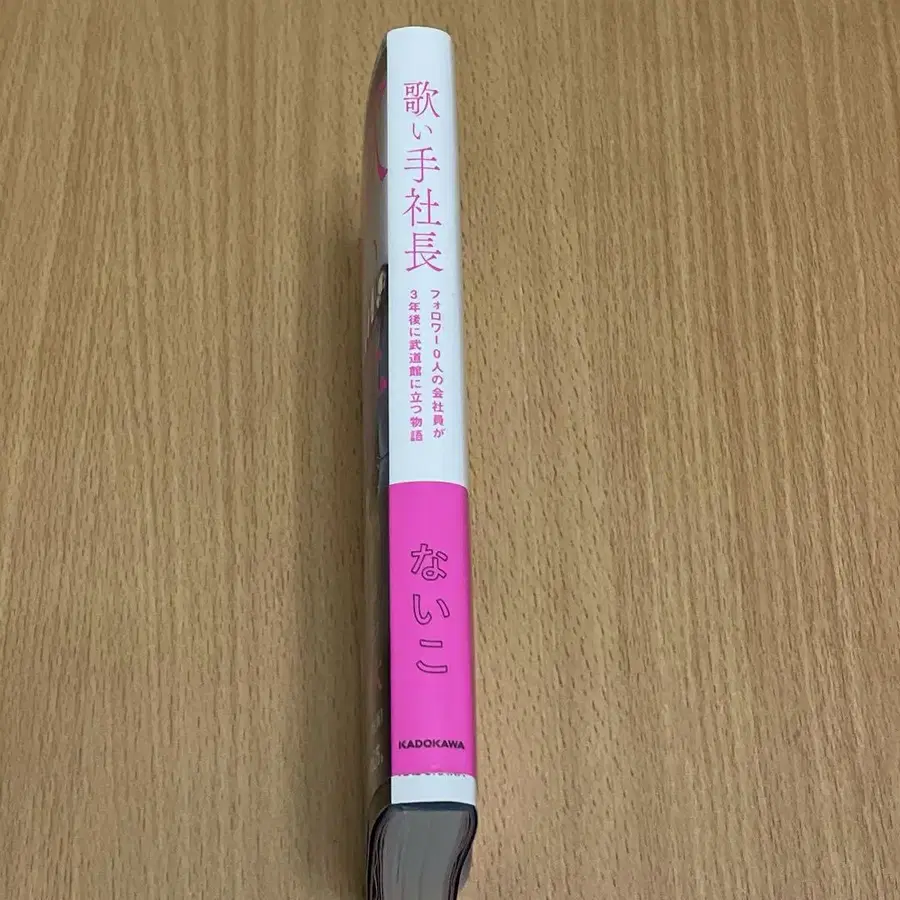 歌い手社長
フォロワー0人の会社員が
3年後に武道館に立つ物語
ないこ
KADOKAWA